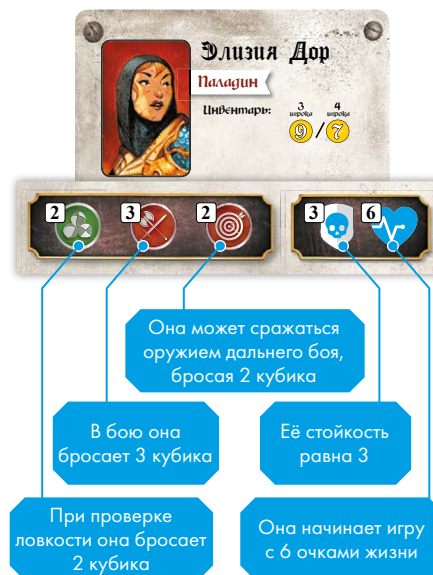 Элизия Дор
Паладин
Инвентарь:
3 игрока
4 игрока
9 / 7
2 3 2 3 6
Она может сражаться
оружием дальнего боя,
бросая 2 кубика
В бою она
бросает 3 кубика
Её стойкость
равна 3
При проверке
ловкости она бросает
2 кубика
Она начинает игру
с 6 очками жизни